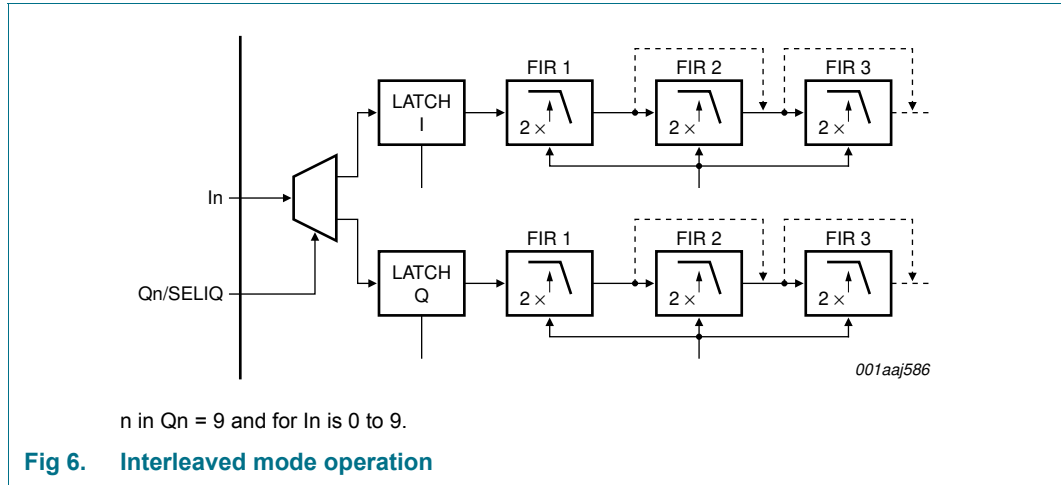 FIR 1 FIR 2 FIR 3
LATCH
I
2 × 2 × 2 ×
In
FIR 1 FIR 2 FIR 3
LATCH
Q
Qn/SELIQ
2 × 2 × 2 ×
001aaj586
n in Qn = 9 and for In is 0 to 9.
Fig 6. Interleaved mode operation